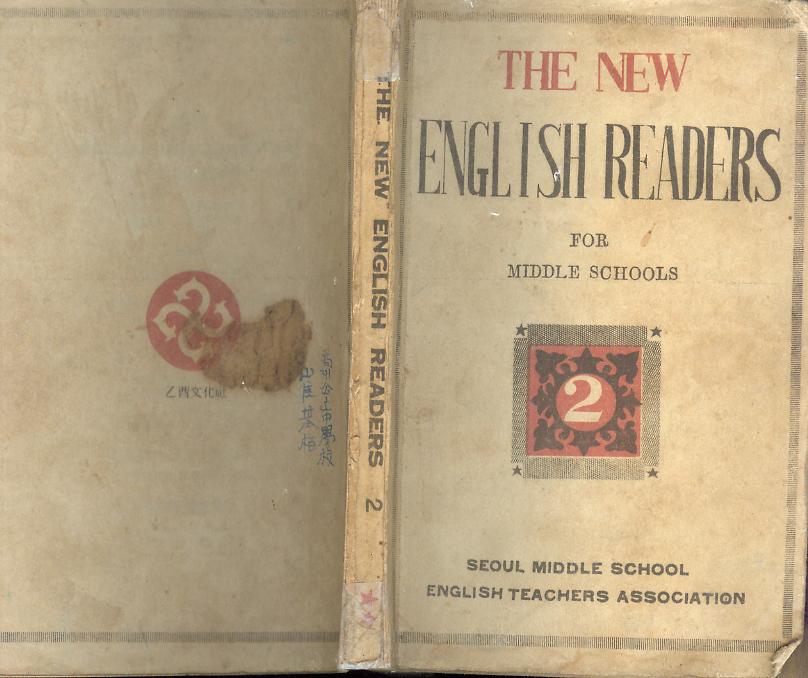 THE NEW
ENGLISH READERS
FOR
MIDDLE SCHOOLS
2
SEOUL MIDDLE SCHOOL
ENGLISH TEACHERS ASSOCIATION
THE NEW ENGLISH READERS 2
乙酉文化社